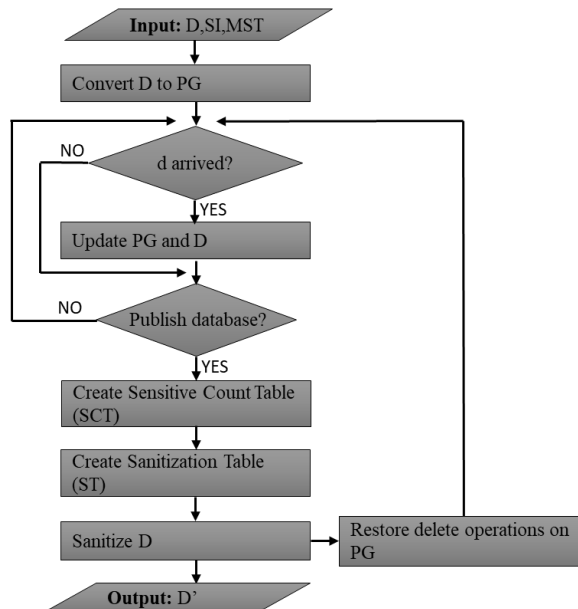 Input: D,SI,MST
Convert D to PG
d arrived?
NO
YES
Update PG and D
Publish database?
NO
YES
Create Sensitive Count Table
(SCT)
Create Sanitization Table
(ST)
Sanitize D
Restore delete operations on
PG
Output: D’